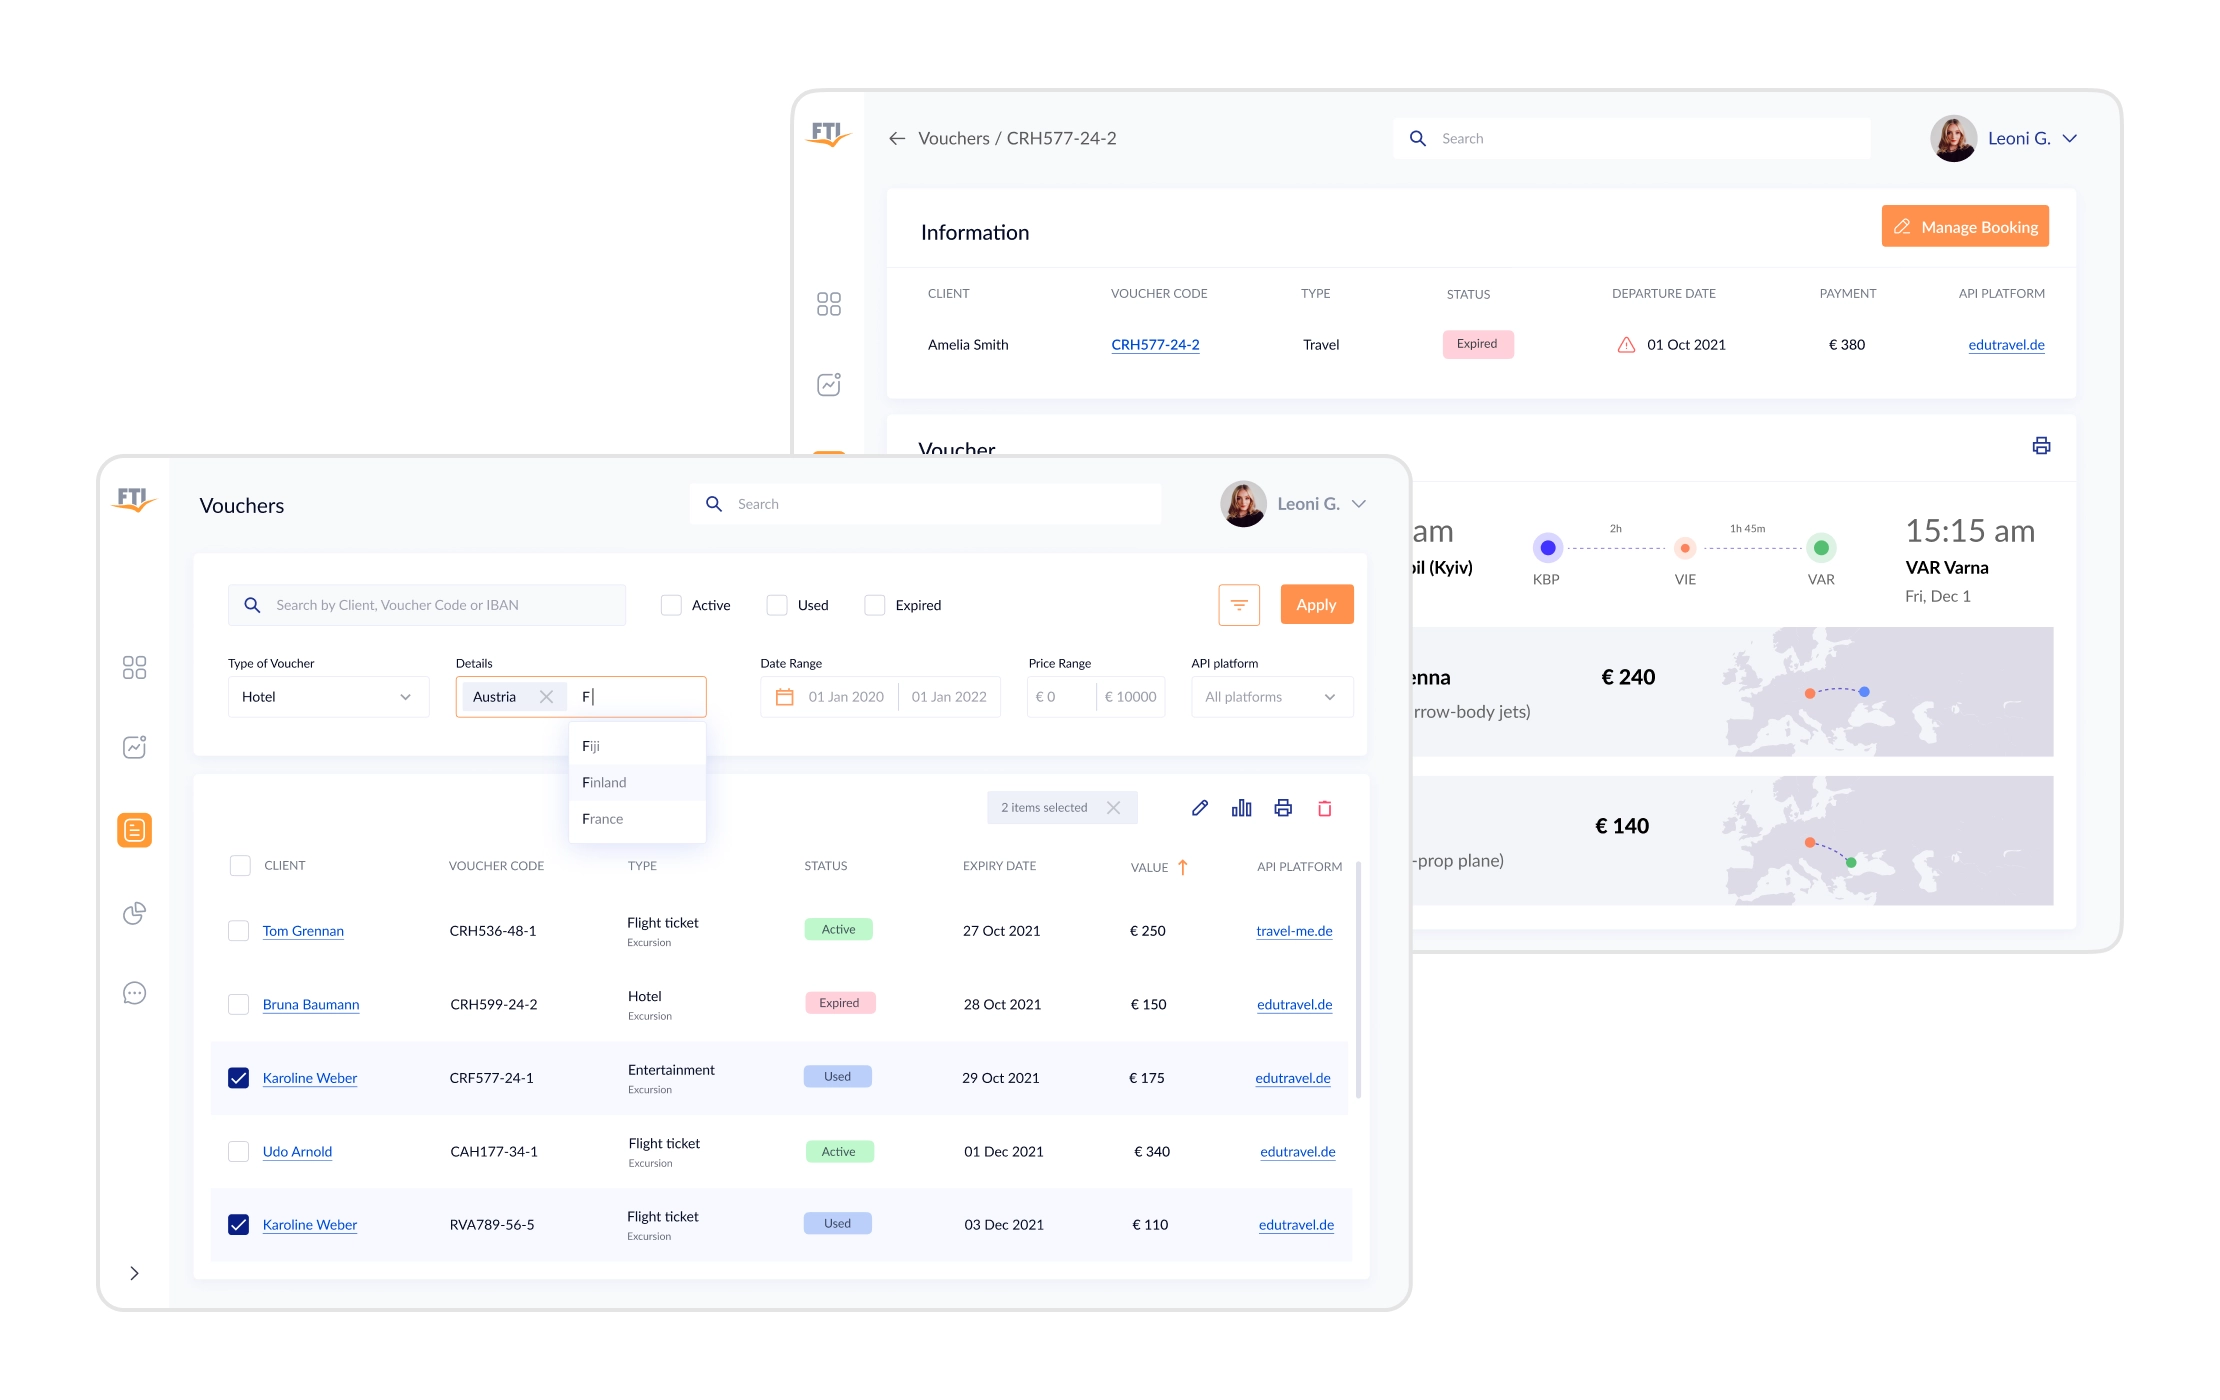 FTI
Vouchers / CRH577-24-2
Search
Leoni G.
Information
Manage Booking
CLIENT VOUCHER CODE TYPE STATUS DEPARTURE DATE PAYMENT API PLATFORM
Amelia Smith CRH577-24-2 Travel Expired 01 Oct 2021 € 380 edutravel.de
Voucher
am
2h
1h 45m
15:15 am
(Kyiv)
KBP VIE VAR
VAR Varna
Fri, Dec 1
€ 240
rrow-body jets)
€ 140
-prop plane)
FTI
Vouchers
Search
Leoni G.
Search by Client, Voucher Code or IBAN
Active Used Expired
Apply
Type of Voucher Details Date Range Price Range API platform
Hotel Austria F 01 Jan 2020 01 Jan 2022 € 0 € 10000 All platforms
Fiji
Finland
France
2 items selected
CLIENT VOUCHER CODE TYPE STATUS EXPIRY DATE VALUE API PLATFORM
Tom Grennan CRH536-48-1 Flight ticket Active 27 Oct 2021 € 250 travel-me.de
Excursion
Bruna Baumann CRH599-24-2 Hotel Expired 28 Oct 2021 € 150 edutravel.de
Excursion
Karoline Weber CRF577-24-1 Entertainment Used 29 Oct 2021 € 175 edutravel.de
Excursion
Udo Arnold CAH177-34-1 Flight ticket Active 01 Dec 2021 € 340 edutravel.de
Excursion
Karoline Weber RVA789-56-5 Flight ticket Used 03 Dec 2021 € 110 edutravel.de
Excursion